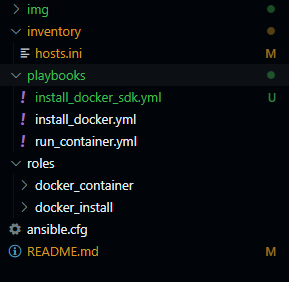 img
inventory
hosts.ini M
playbooks
! install_docker_sdk.yml U
! install_docker.yml
! run_container.yml
roles
docker_container
docker_install
ansible.cfg
README.md M